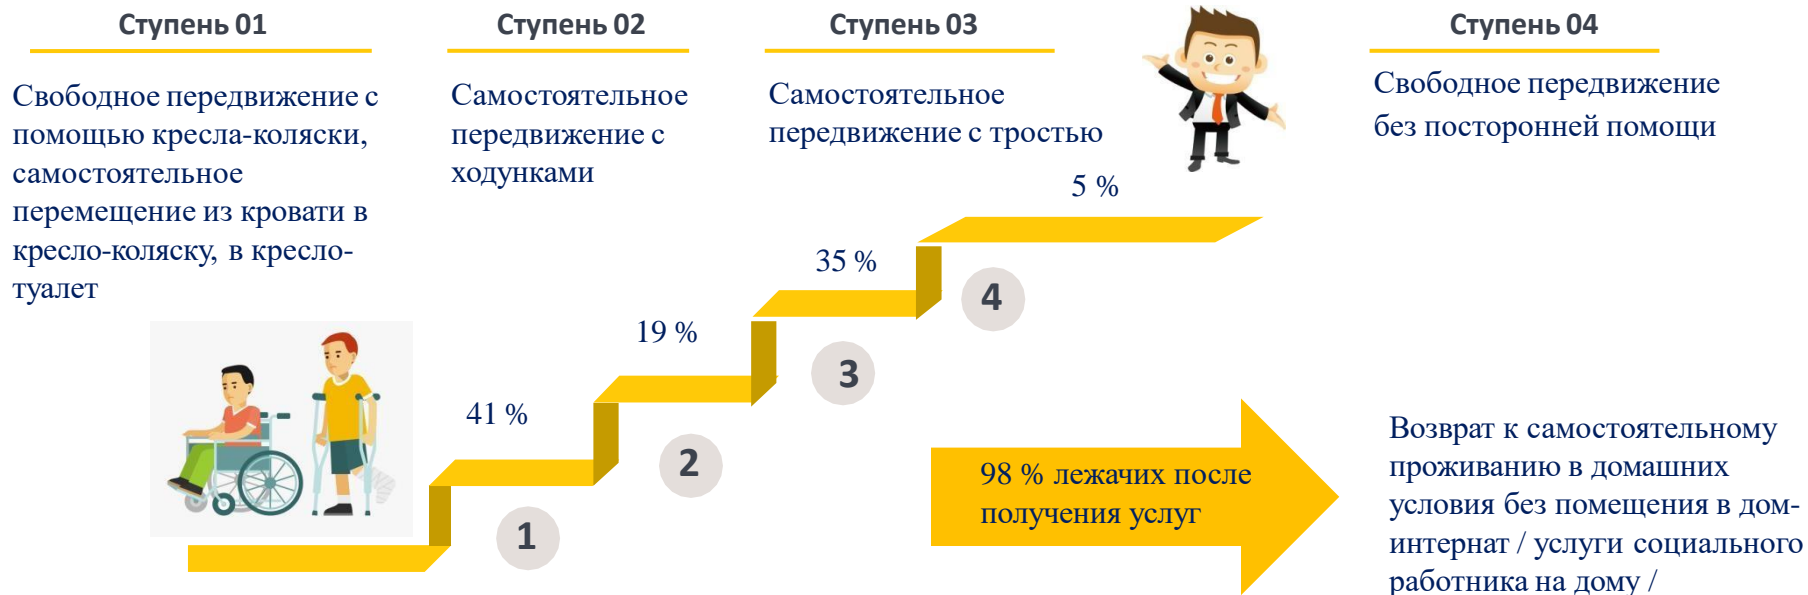 Ступень 01
Свободное передвижение с
помощью кресла-коляски,
самостоятельное
перемещение из кровати в
кресло-коляску, в кресло-
туалет
Ступень 02
Самостоятельное
передвижение с
ходунками
Ступень 03
Самостоятельное
передвижение с тростью
Ступень 04
Свободное передвижение
без посторонней помощи
5 %
35 %
19 %
41 %
4
3
2
1
98 % лежачих после
получения услуг
Возврат к самостоятельному
проживанию в домашних
условия без помещения в дом-
интернат / услуги социального
работника на дому /